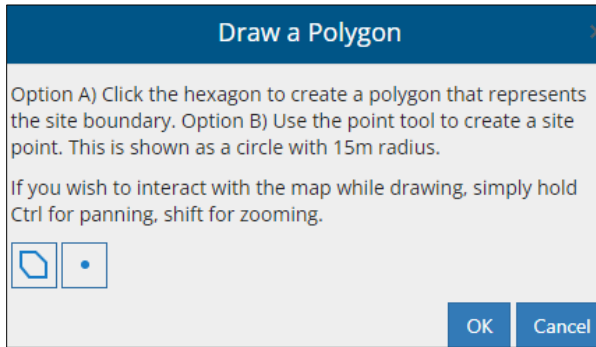 Draw a Polygon
Option A) Click the hexagon to create a polygon that represents
the site boundary. Option B) Use the point tool to create a site
point. This is shown as a circle with 15m radius.
If you wish to interact with the map while drawing, simply hold
Ctrl for panning, shift for zooming.
OK Cancel